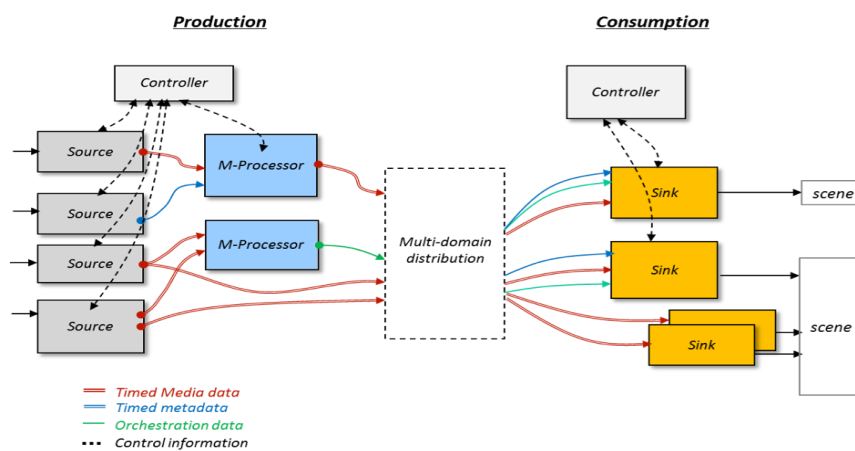 Production
Consumption
Controller
Controller
Source
M-Processor
Source
Sink
scene
M-Processor
Multi-domain
distribution
Source
Sink
Source
scene
Sink
Timed Media data
Timed metadata
Orchestration data
Control information